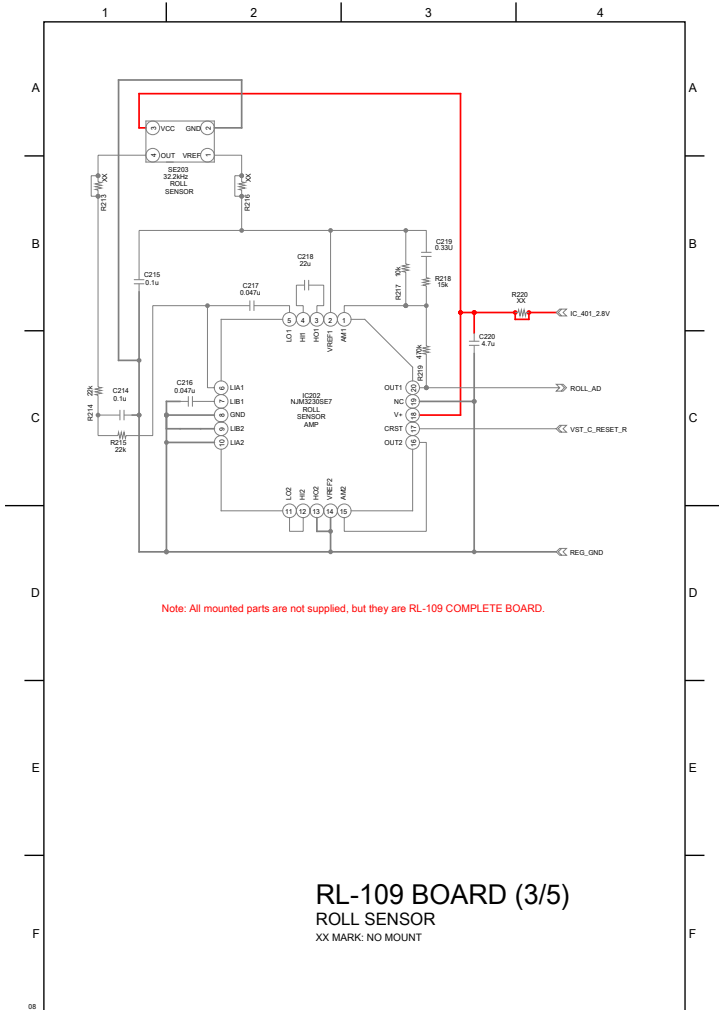 1 2 3 4
A A
3 VCC GND 2
4 OUT VREF 1
SE203
32.2kHz
ROLL
SENSOR
XX
R213
XX
R216
B B
C215
0.1u
C217
0.047u
C218
22u
10k
R217
C219
0.33U
R218
15k
R220
XX
IC_401_2.8V
5 4 3 2 1
LO1
HI1
HO1
VREF1
AM1
C220
4.7u
470k
R219
C C
22k
R214
C214
0.1u
R215
22k
C216
0.047u
6 LIA1
7 LIB1
8 GND
9 LIB2
10 LIA2
IC202
NJM3230SE7
ROLL
SENSOR
AMP
OUT1 20
NC 19
V+ 18
CRST 17
OUT2 16
ROLL_AD
VST_C_RESET_R
LO2
HI2
HO2
VREF2
AM2
11 12 13 14 15
REG_GND
D D
Note: All mounted parts are not supplied, but they are RL-109 COMPLETE BOARD.
E E
RL-109 BOARD (3/5)
ROLL SENSOR
XX MARK: NO MOUNT
F F
08